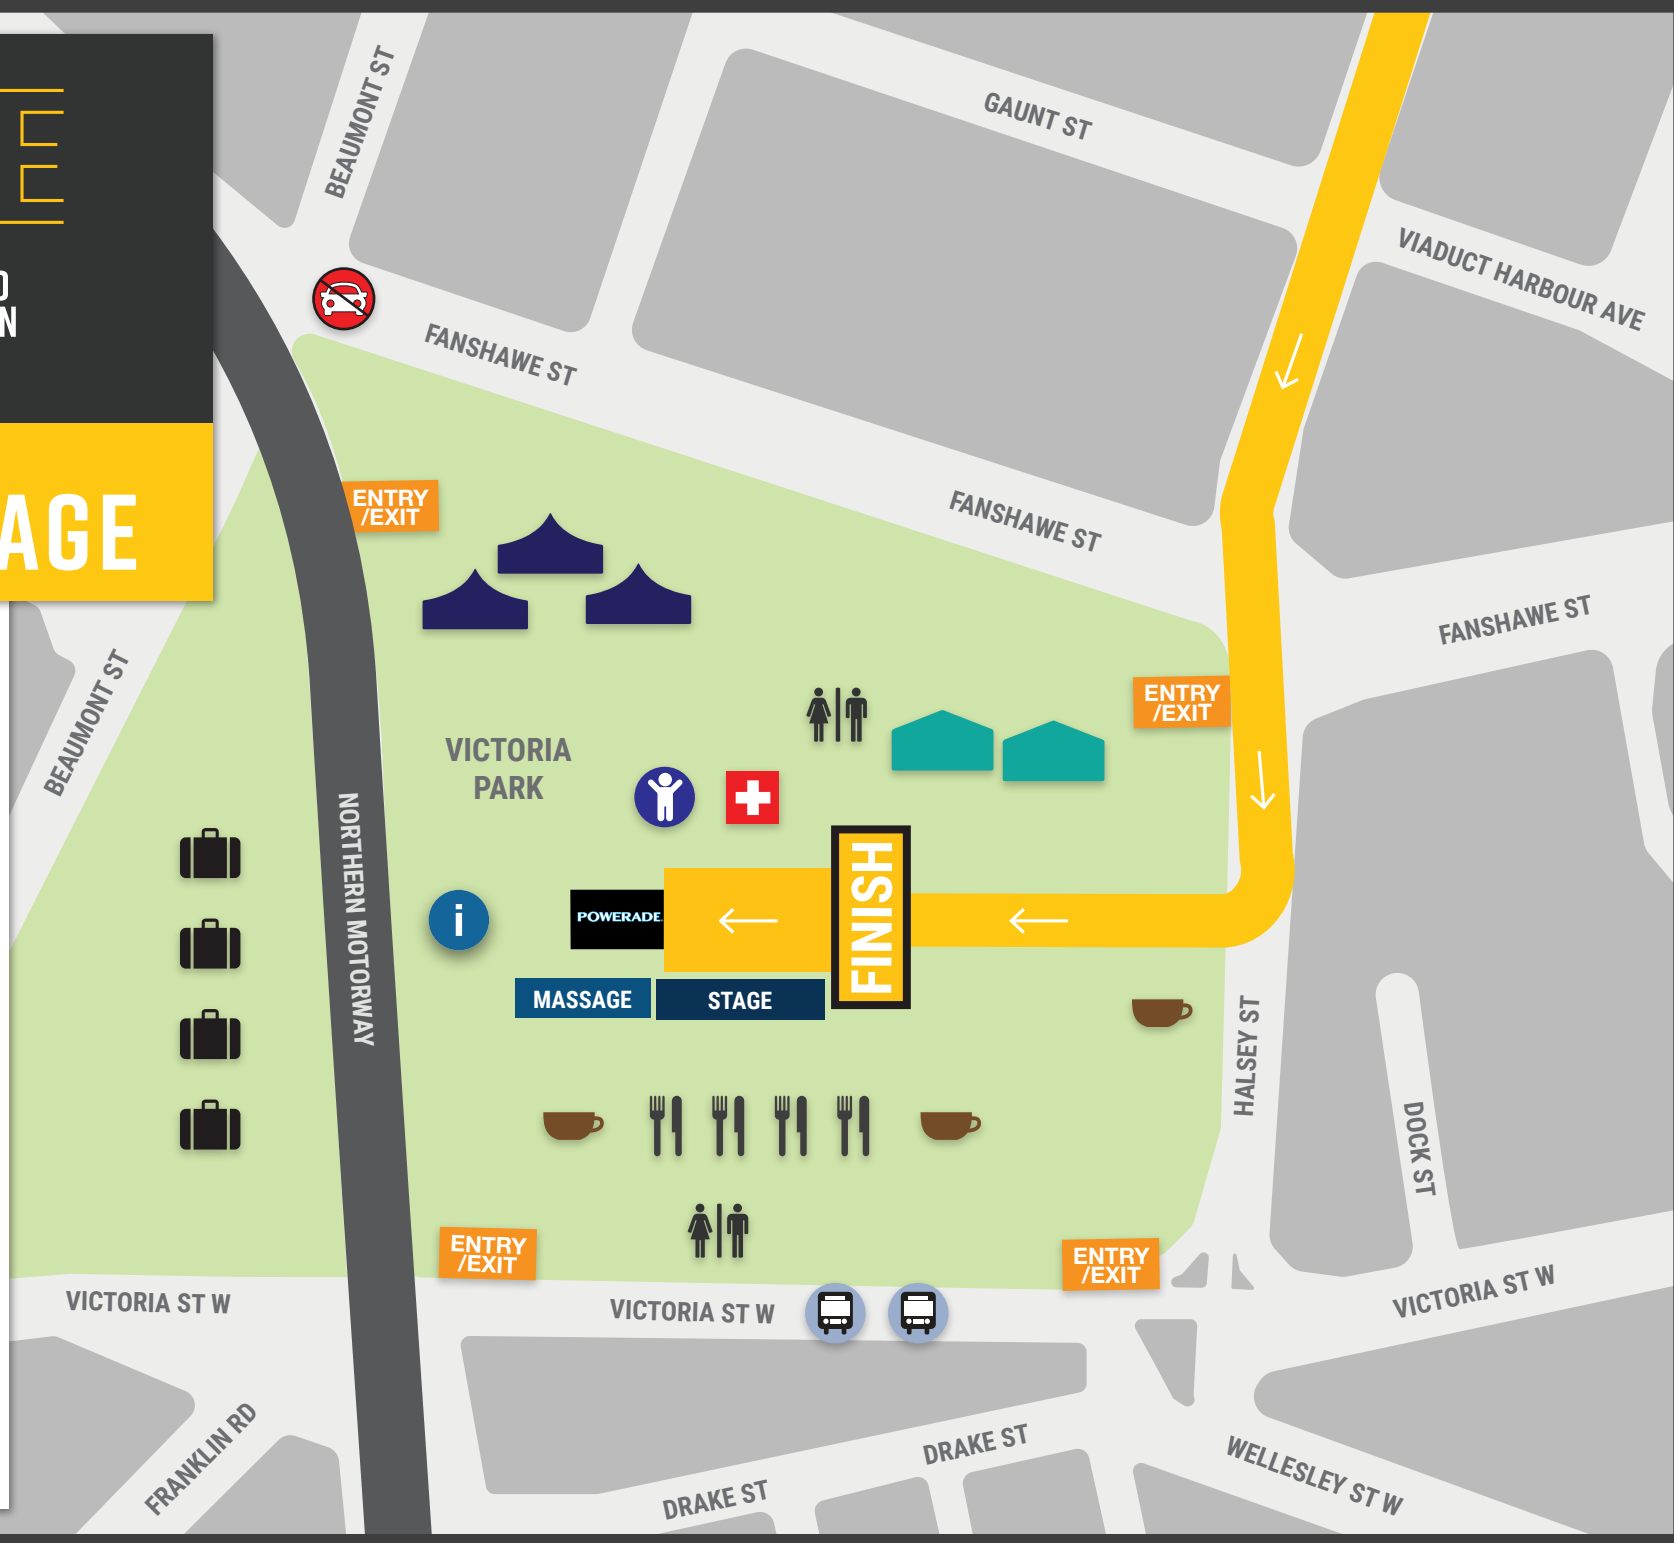 E
E
D
N
AGE
BEAUMONT ST
GAUNT ST
VIADUCT HARBOUR AVE
FANSHAWE ST
FANSHAWE ST
FANSHAWE ST
ENTRY
/EXIT
BEAUMONT ST
ENTRY
/EXIT
VICTORIA
PARK
NORTHERN MOTORWAY
i
POWERADE
FINISH
MASSAGE
STAGE
HALSEY ST
DOCK ST
ENTRY
/EXIT
ENTRY
/EXIT
VICTORIA ST W
VICTORIA ST W
VICTORIA ST W
FRANKLIN RD
DRAKE ST
DRAKE ST
WELLESLEY ST W